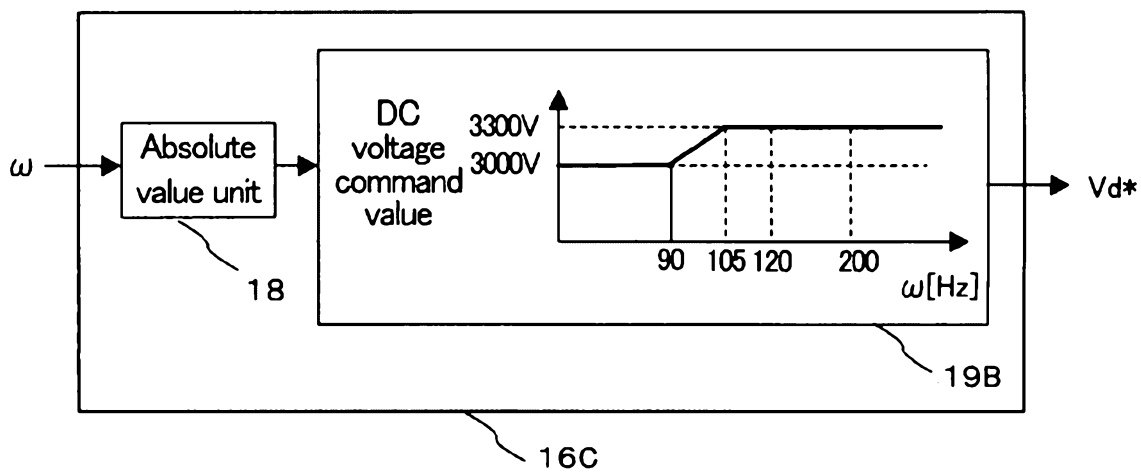 ω
Absolute
value unit
18
DC
voltage
command
value
3300V
3000V
90 105 120 200
ω[Hz]
Vd*
19B
16C